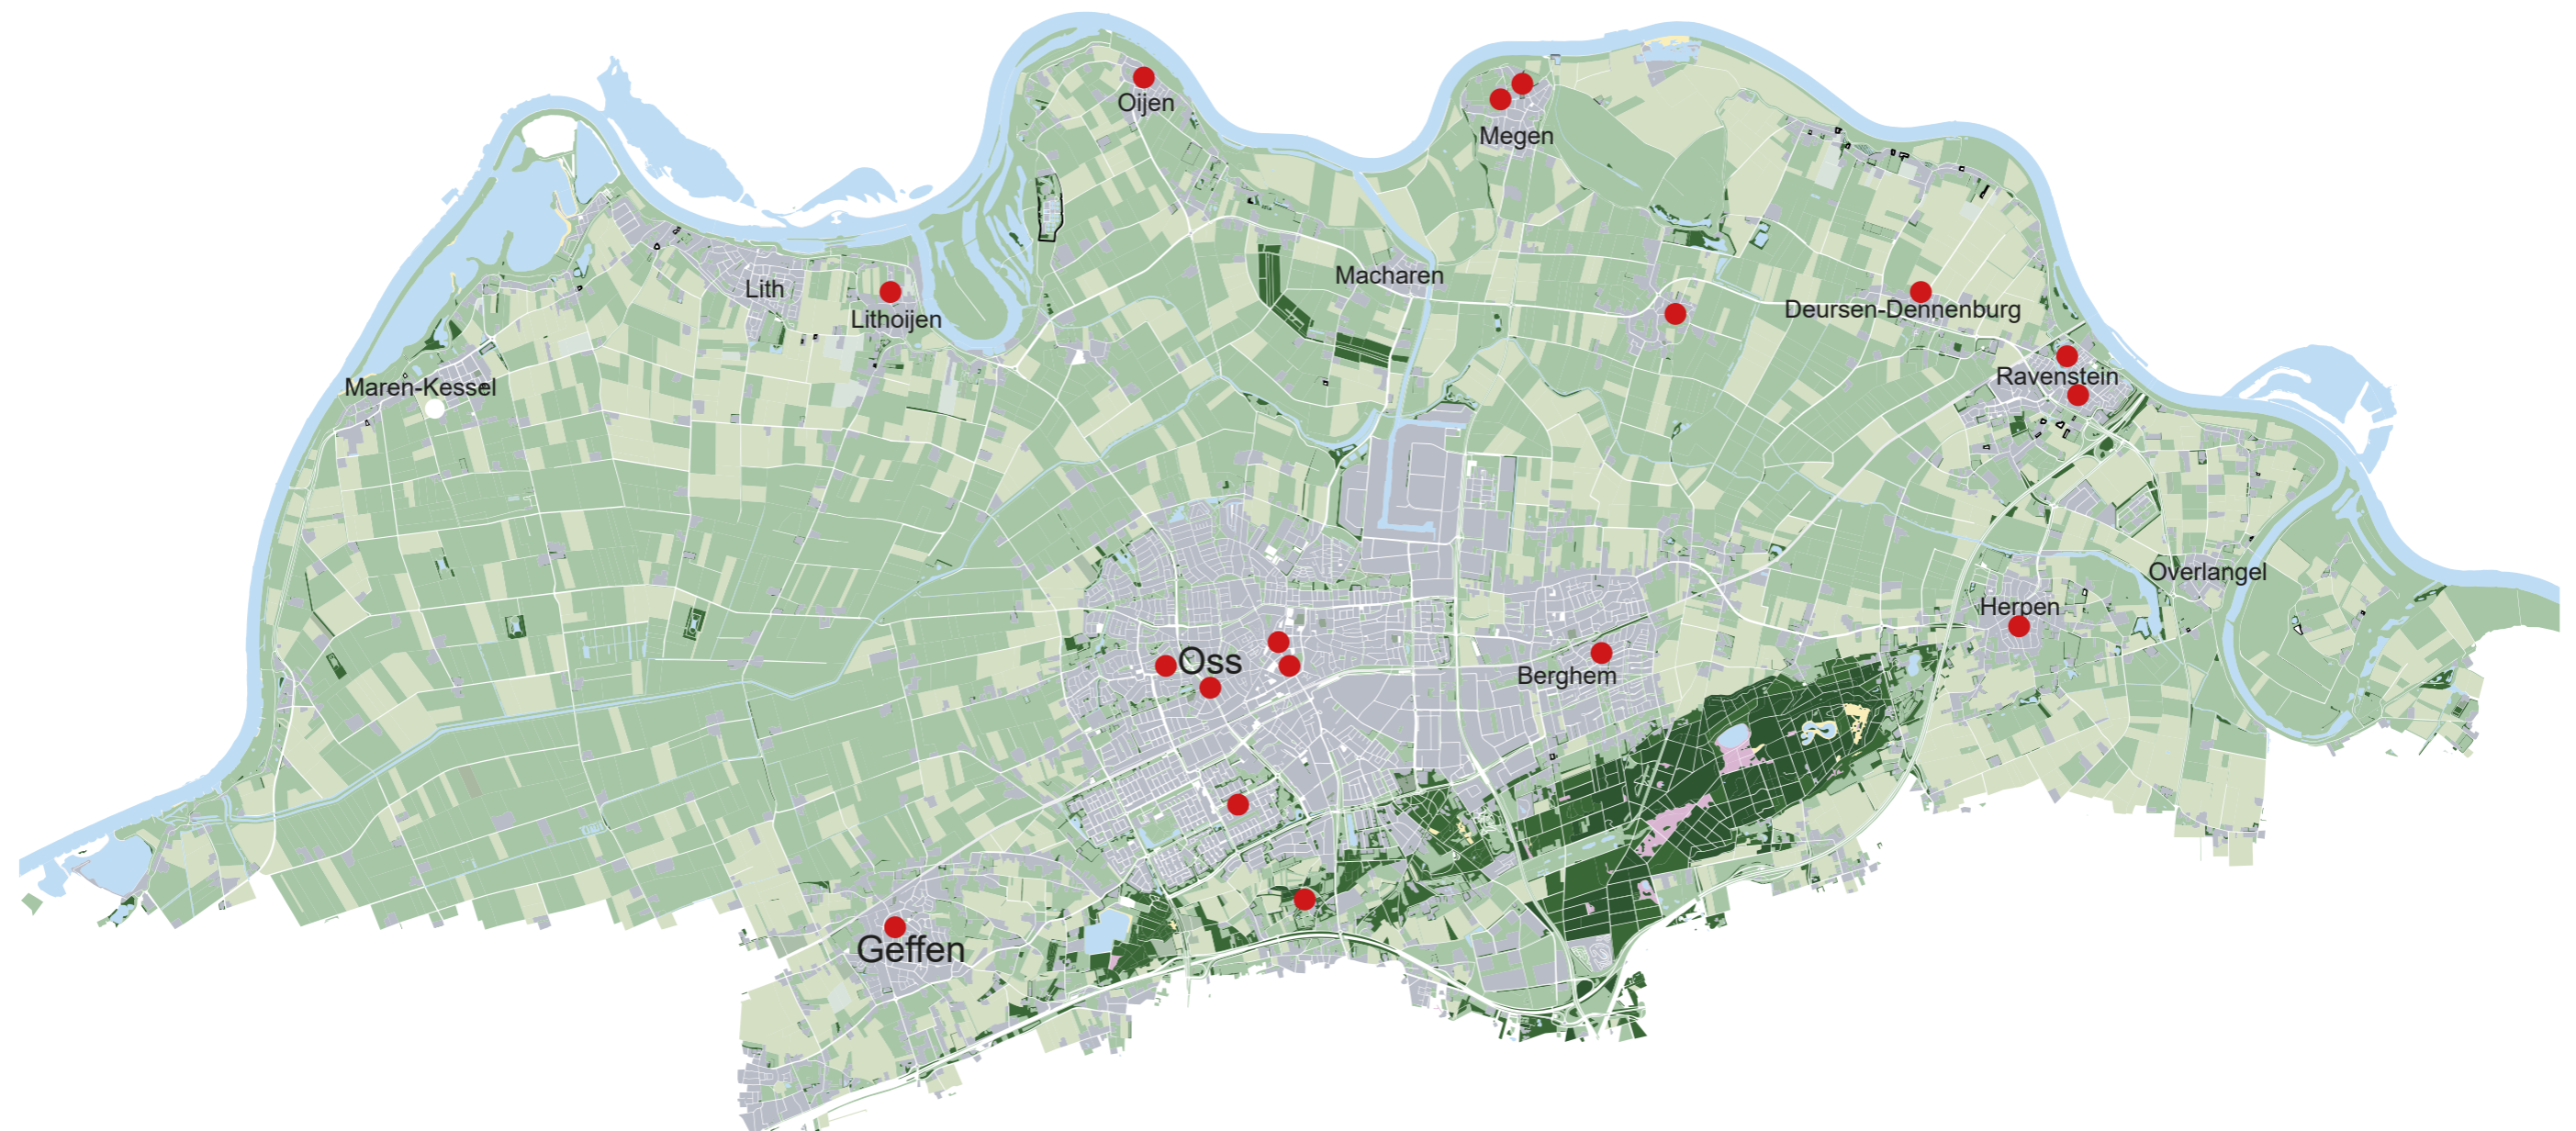 Oijen
Megen
Macharen
Lith
Lithoijen
Deursen-Dennenburg
Ravenstein
Maren-Kessel
Overlangel
Herpen
Oss
Berghem
Geffen